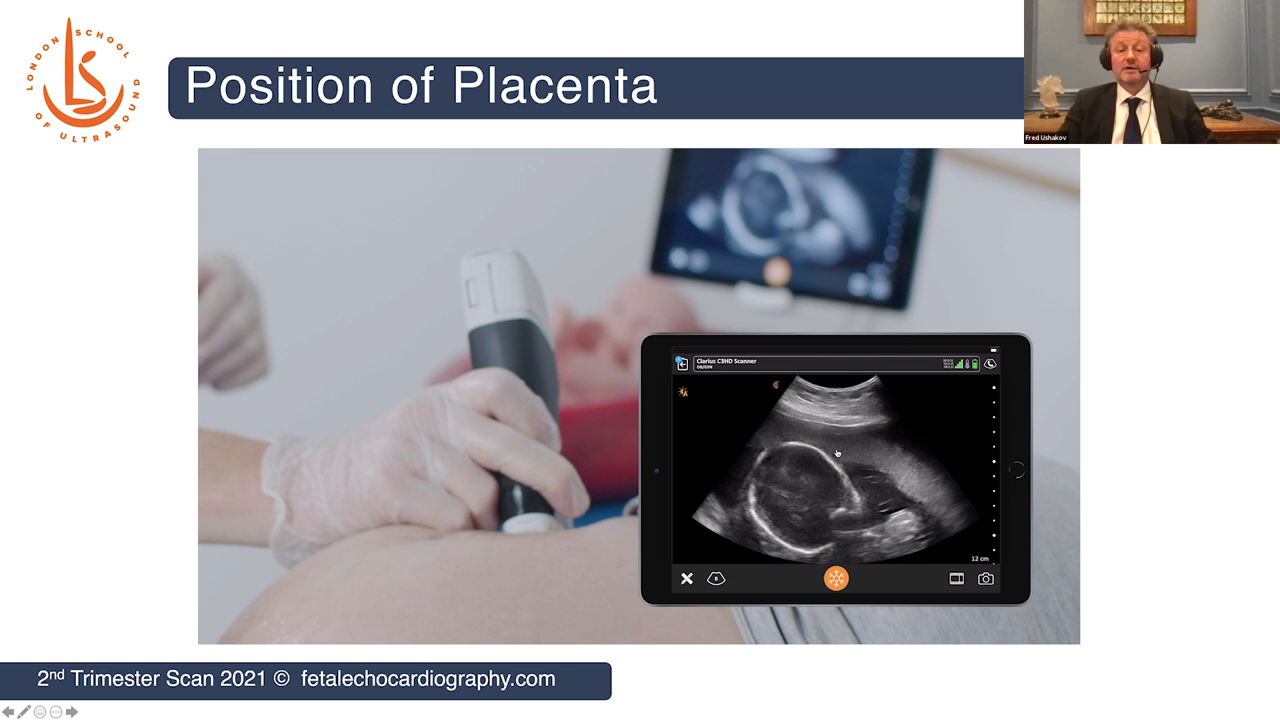 LONDON SCHOOL
OF ULTRASOUND
Position of Placenta
Fred Ushakov
Clarius C3HD Scanner
OB/GYN
B
12 cm
2nd Trimester Scan 2021 © fetalechocardiography.com